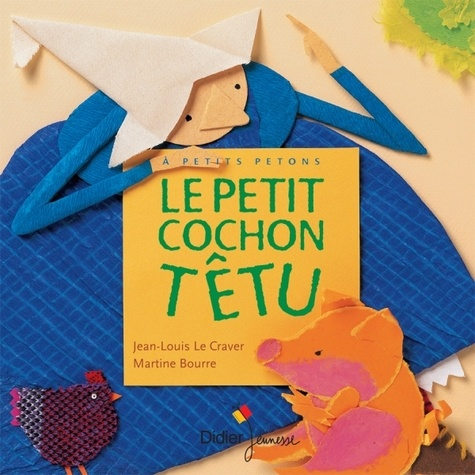 À PETITS PETONS
LE PETIT
COCHON
TÊTU
Jean-Louis Le Craver
Martine Bourre
Didier Jeunesse